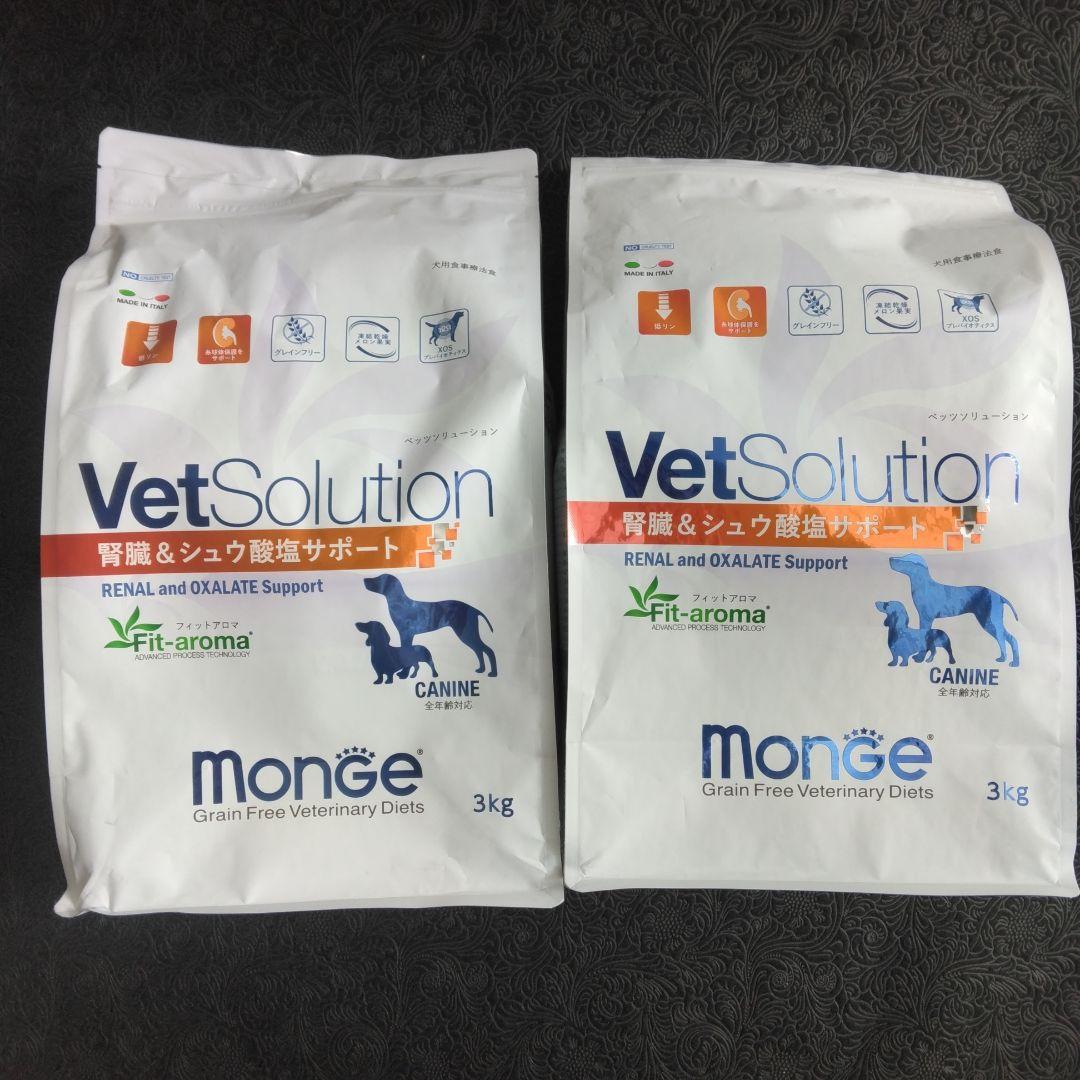 NO CRUELTY TEST
MADE IN ITALY
犬用食事療法食
低リン
糸球体保護を
サポート
グレインフリー
凍結乾燥
メロン果実
XOS
プレバイオティクス
ベッツソリューション
VetSolution
腎臓&シュウ酸塩サポート
RENAL and OXALATE Support
フィットアロマ
Fit-aroma®
ADVANCED PROCESS TECHNOLOGY
CANINE
全年齢対応
monGe®
Grain Free Veterinary Diets
3kg
NO CRUELTY TEST
MADE IN ITALY
犬用食事療法食
低リン
糸球体保護を
サポート
グレインフリー
凍結乾燥
メロン果実
XOS
プレバイオティクス
ベッツソリューション
VetSolution
腎臓&シュウ酸塩サポート
RENAL and OXALATE Support
フィットアロマ
Fit-aroma®
ADVANCED PROCESS TECHNOLOGY
CANINE
全年齢対応
monGe®
Grain Free Veterinary Diets
3kg